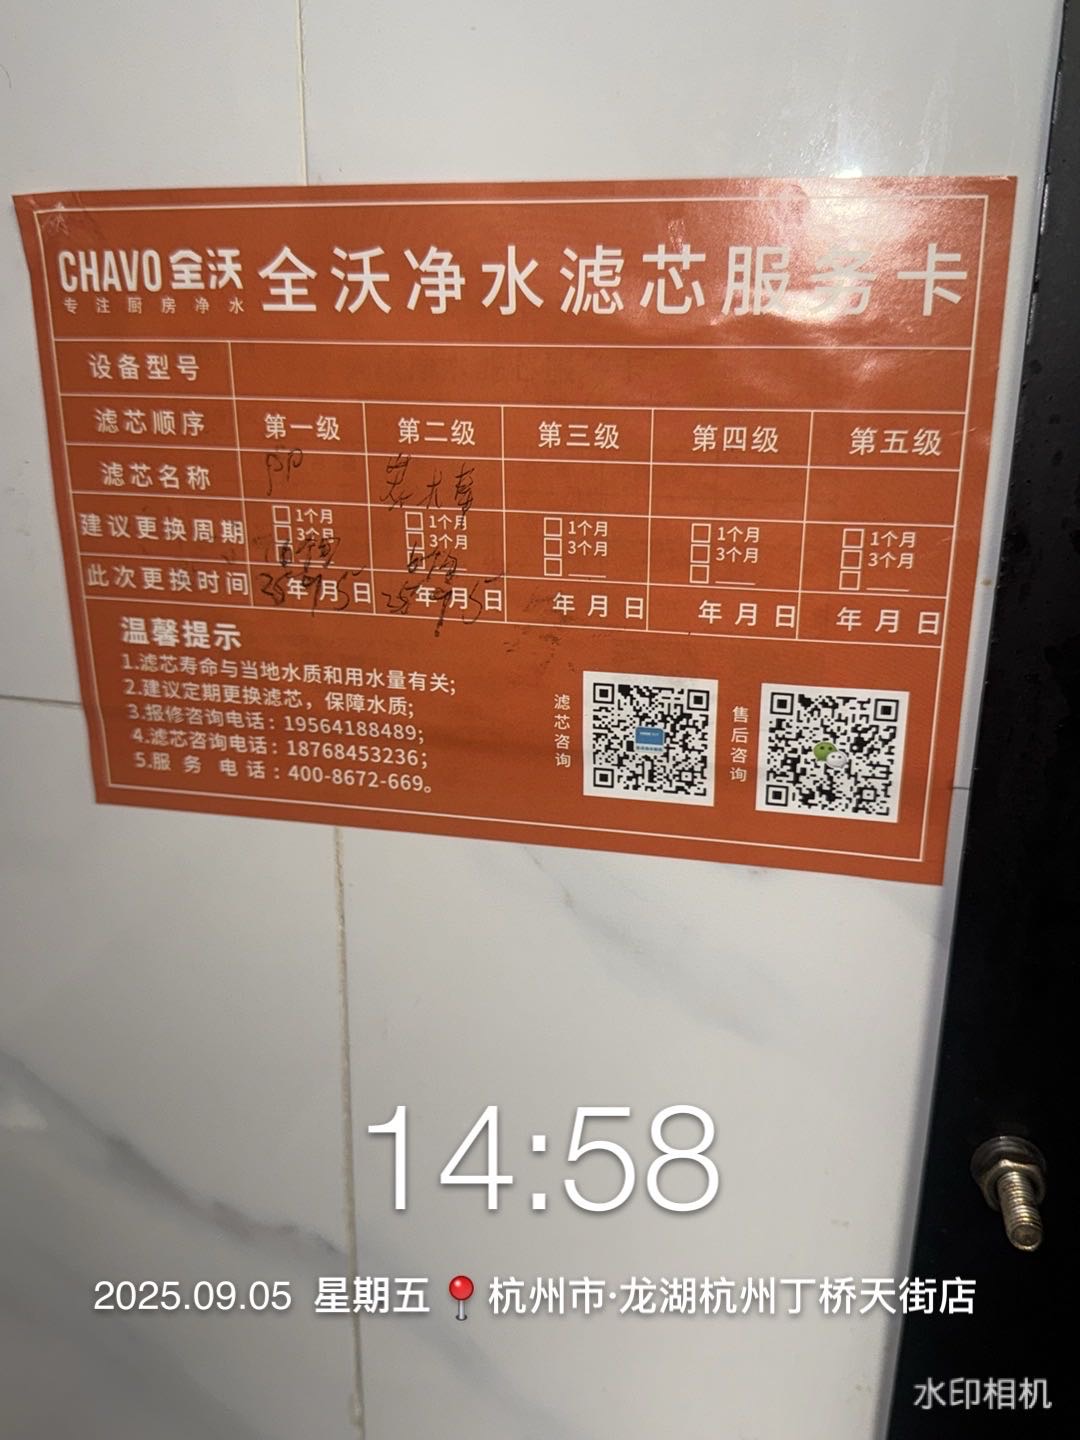 CHAVO 全沃 全沃净水滤芯服务卡
专注厨房净水
设备型号
滤芯顺序 第一级 第二级 第三级 第四级 第五级
滤芯名称 PP
建议更换周期 1个月 1个月 1个月 1个月 1个月
3个月 3个月 3个月 3个月 3个月
此次更换时间 25年9月5日 25年9月5日 年月日 年月日 年月日
温馨提示
1.滤芯寿命与当地水质和用水量有关;
2.建议定期更换滤芯，保障水质;
3.报修咨询电话：19564188489;
4.滤芯咨询电话：18768453236;
5.服务电话：400-8672-669。
滤芯咨询
售后咨询
14:58
2025.09.05 星期五 杭州市·龙湖杭州丁桥天街店
水印相机